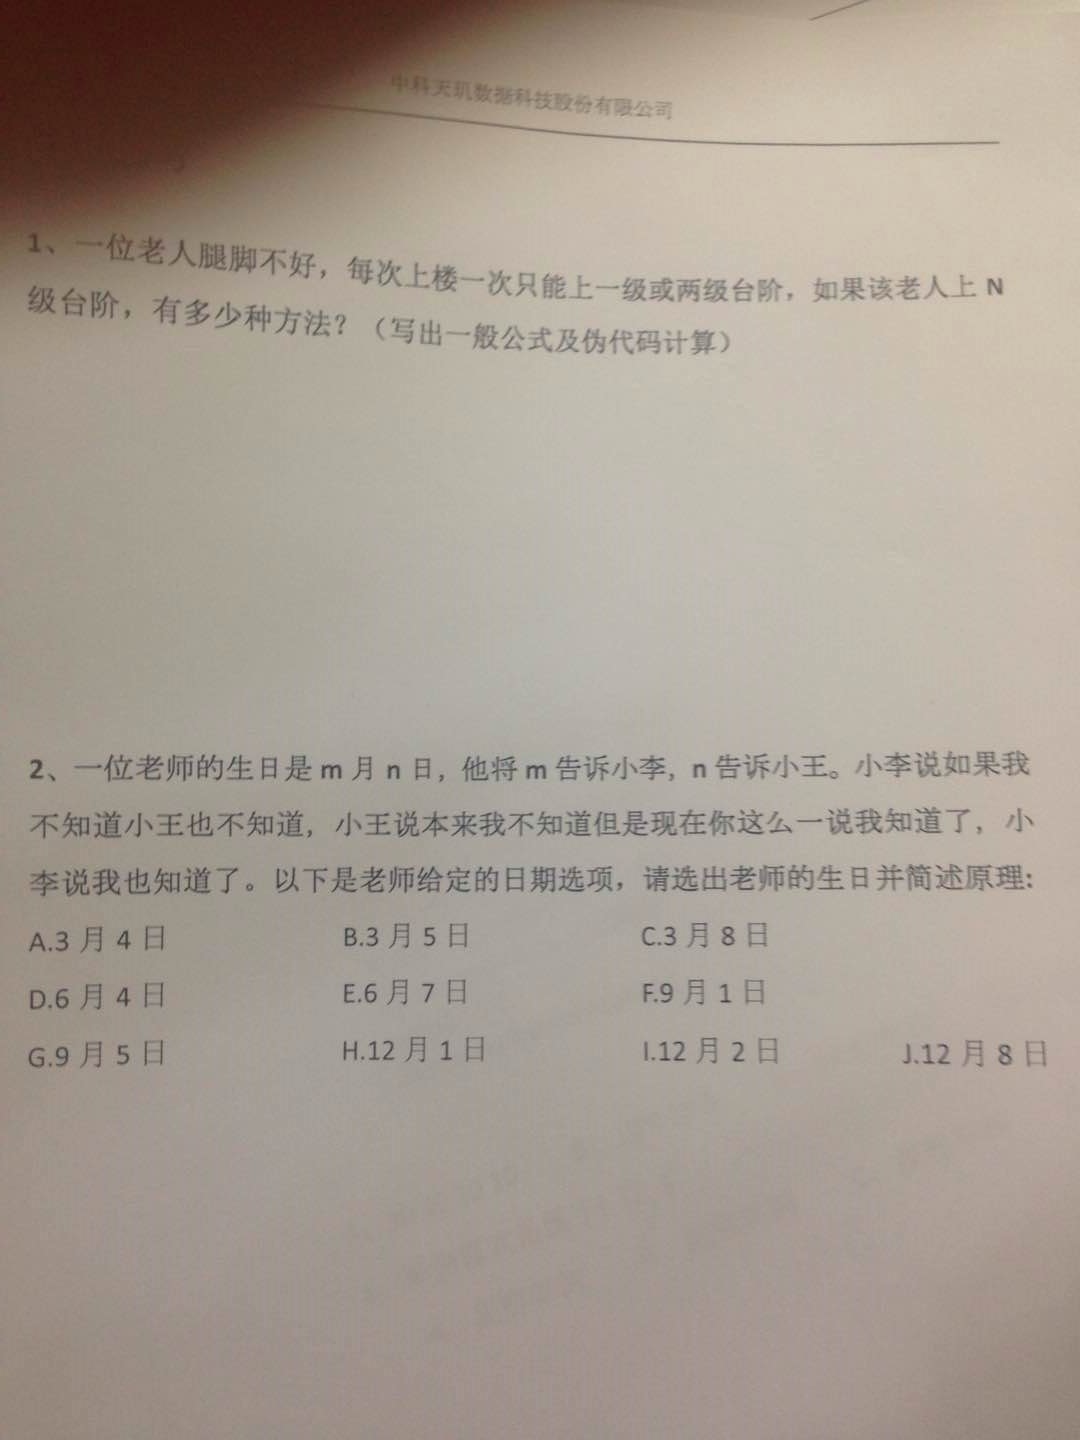 中科天玑数据科技股份有限公司
1、一位老人腿脚不好，每次上楼一次只能上一级或两级台阶，如果该老人上 N
级台阶，有多少种方法？（写出一般公式及伪代码计算）
2、一位老师的生日是 m 月 n 日，他将 m 告诉小李，n 告诉小王。小李说如果我
不知道小王也不知道，小王说本来我不知道但是现在你这么一说我知道了，小
李说我也知道了。以下是老师给定的日期选项，请选出老师的生日并简述原理:
A.3 月 4 日 B.3 月 5 日 C.3 月 8 日
D.6 月 4 日 E.6 月 7 日 F.9 月 1 日
G.9 月 5 日 H.12 月 1 日 I.12 月 2 日 J.12 月 8 日